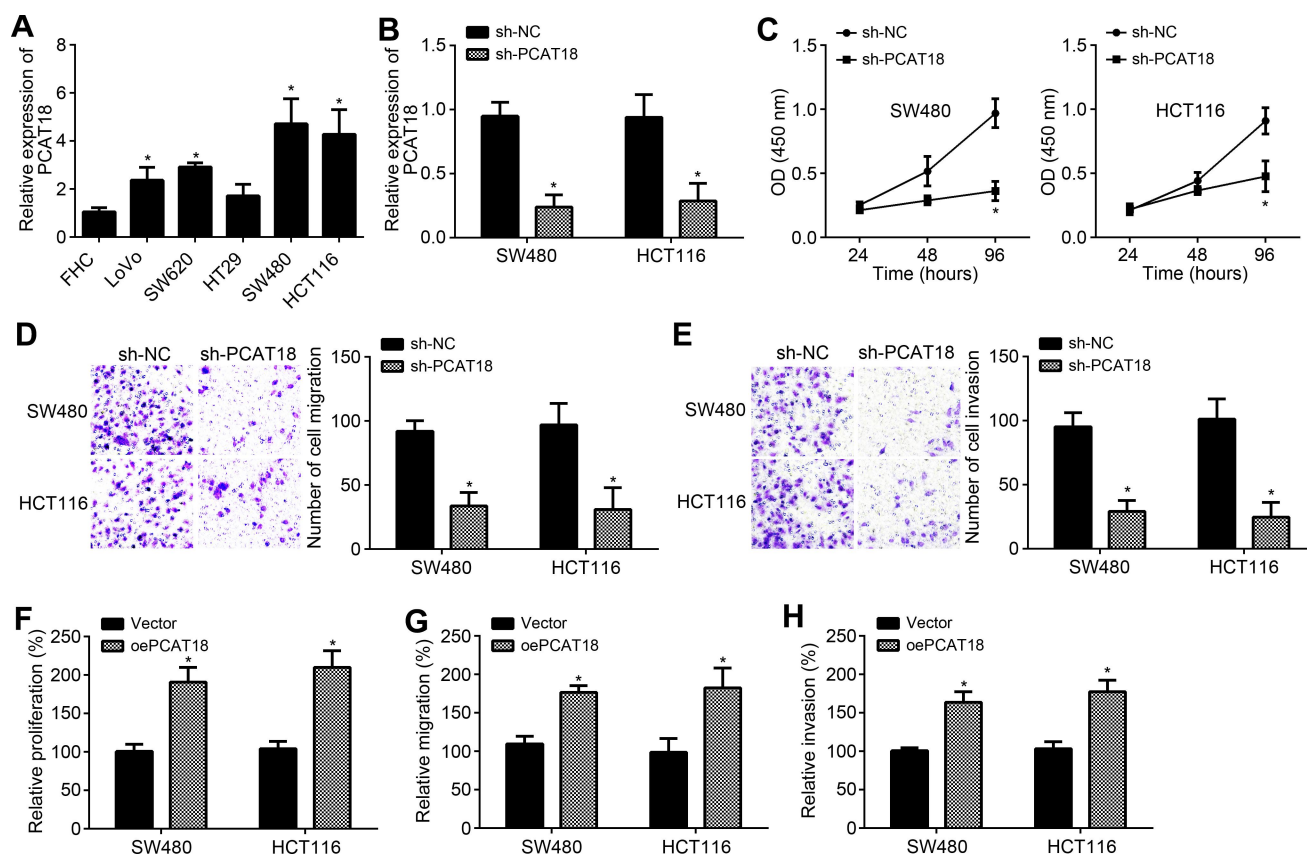 A
Relative expression of
PCAT18
8
6
4
2
0
*
*
*
*
FHC
LoVo
SW620
HT29
SW480
HCT116
B
sh-NC
sh-PCAT18
Relative expression of
PCAT18
1.5
1.0
0.5
0.0
*
*
SW480
HCT116
C
sh-NC
sh-PCAT18
OD (450 nm)
1.5
1.0
0.5
0.0
SW480
*
24
48
96
Time (hours)
sh-NC
sh-PCAT18
OD (450 nm)
1.5
1.0
0.5
0.0
HCT116
*
24
48
96
Time (hours)
D
sh-NC
sh-PCAT18
SW480
HCT116
Number of cell migration
sh-NC
sh-PCAT18
150
100
50
0
*
*
SW480
HCT116
E
sh-NC
sh-PCAT18
SW480
HCT116
Number of cell invasion
sh-NC
sh-PCAT18
150
100
50
0
*
*
SW480
HCT116
F
Vector
oePCAT18
Relative proliferation (%)
250
200
150
100
50
0
*
*
SW480
HCT116
G
Vector
oePCAT18
Relative migration (%)
250
200
150
100
50
0
*
*
SW480
HCT116
H
Vector
oePCAT18
Relative invasion (%)
250
200
150
100
50
0
*
*
SW480
HCT116